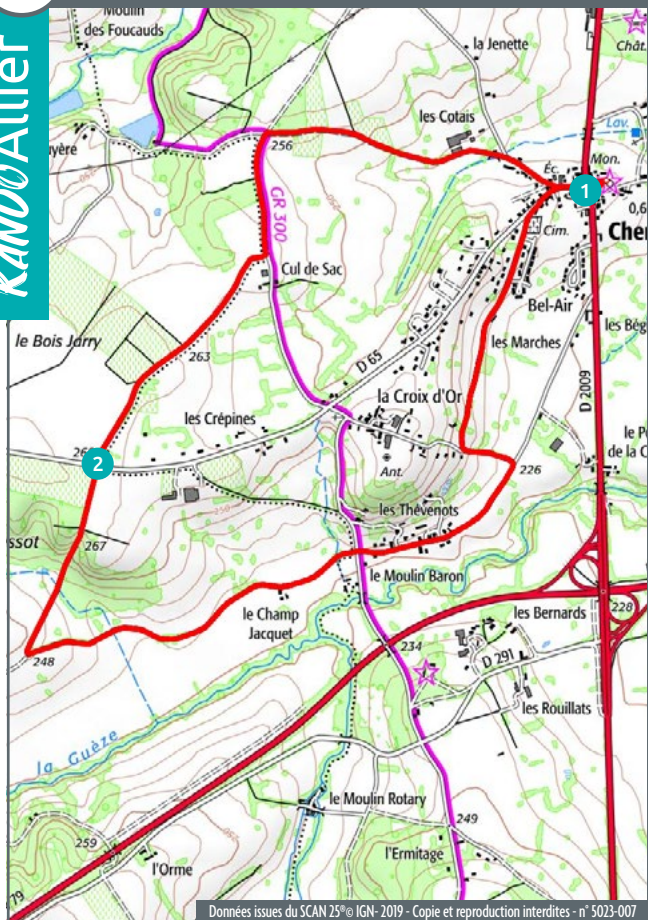 RANDOAllier
Moulin
des Foucauds
la Jenette
Chât.
les Cotais
Lav.
256
Éc.
Mon.
1
0,6
Cim.
GR 300
Cul de Sac
Bel-Air
les Marches
le Bois Jarry
263
D 65
D 2009
la Croix d'Or
les Crépines
2
Ant.
226
les Thévenots
267
le Moulin Baron
le Champ
Jacquet
les Bernards
228
248
234
D 291
les Rouillats
la Guèze
le Moulin Rotary
249
259
l'Orme
l'Ermitage
Données issues du SCAN 25®© IGN- 2019 - Copie et reproduction interdites - n° 5023-007